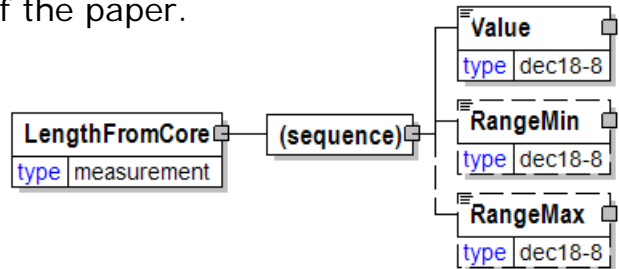 f the paper.
Value
type dec18-8
LengthFromCore
type measurement
(sequence)
RangeMin
type dec18-8
RangeMax
type dec18-8